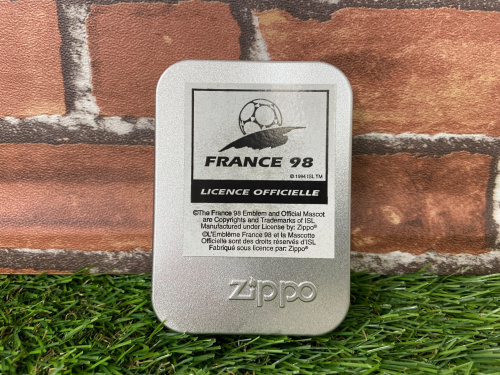 FRANCE 98
© 1994 ISL TM
LICENCE OFFICIELLE
©The France 98 Emblem and Official Mascot
are Copyrights and Trademarks of ISL
Manufactured under License by: Zippo®
©L'Emblème France 98 et la Mascotte
Officielle sont des droits réservés d'ISL
Fabriqué sous licence par: Zippo®
Zippo